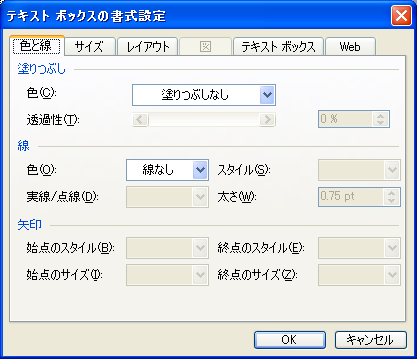 テキスト ボックスの書式設定
色と線 サイズ レイアウト 図 テキスト ボックス Web
塗りつぶし
色(C): 塗りつぶしなし
透過性(T): 0 %
線
色(O): 線なし スタイル(S):
実線/点線(D): 太さ(W): 0.75 pt
矢印
始点のスタイル(B): 終点のスタイル(E):
始点のサイズ(I): 終点のサイズ(Z):
OK キャンセル